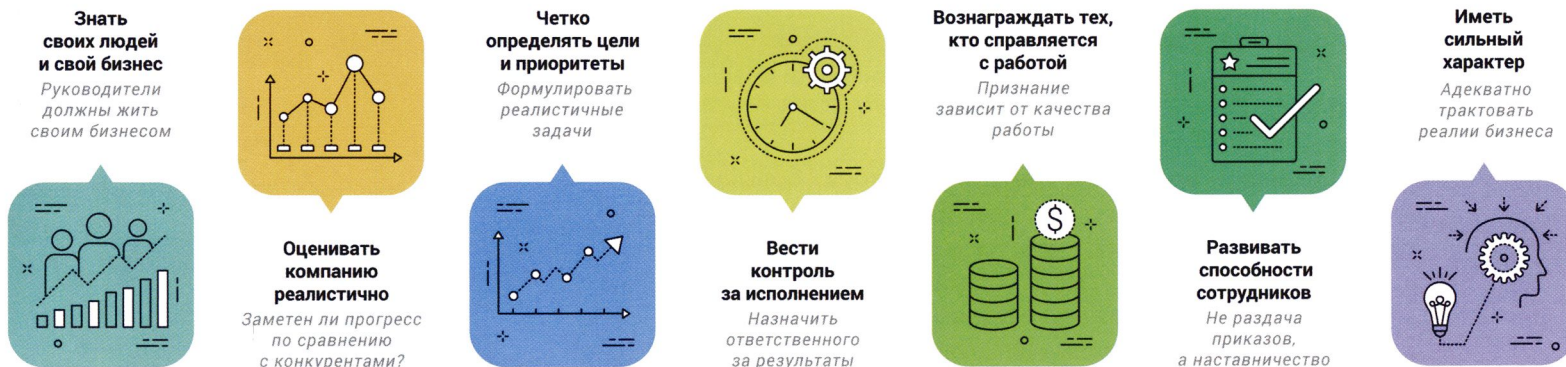 Знать
своих людей
и свой бизнес
Руководители
должны жить
своим бизнесом
Оценивать
компанию
реалистично
Заметен ли прогресс
по сравнению
с конкурентами?
Четко
определять цели
и приоритеты
Формулировать
реалистичные
задачи
Вести
контроль
за исполнением
Назначить
ответственного
за результаты
Вознаграждать тех,
кто справляется
с работой
Признание
зависит от качества
работы
$
Развивать
способности
сотрудников
Не раздача
приказов,
а наставничество
Иметь
сильный
характер
Адекватно
трактовать
реалии бизнеса